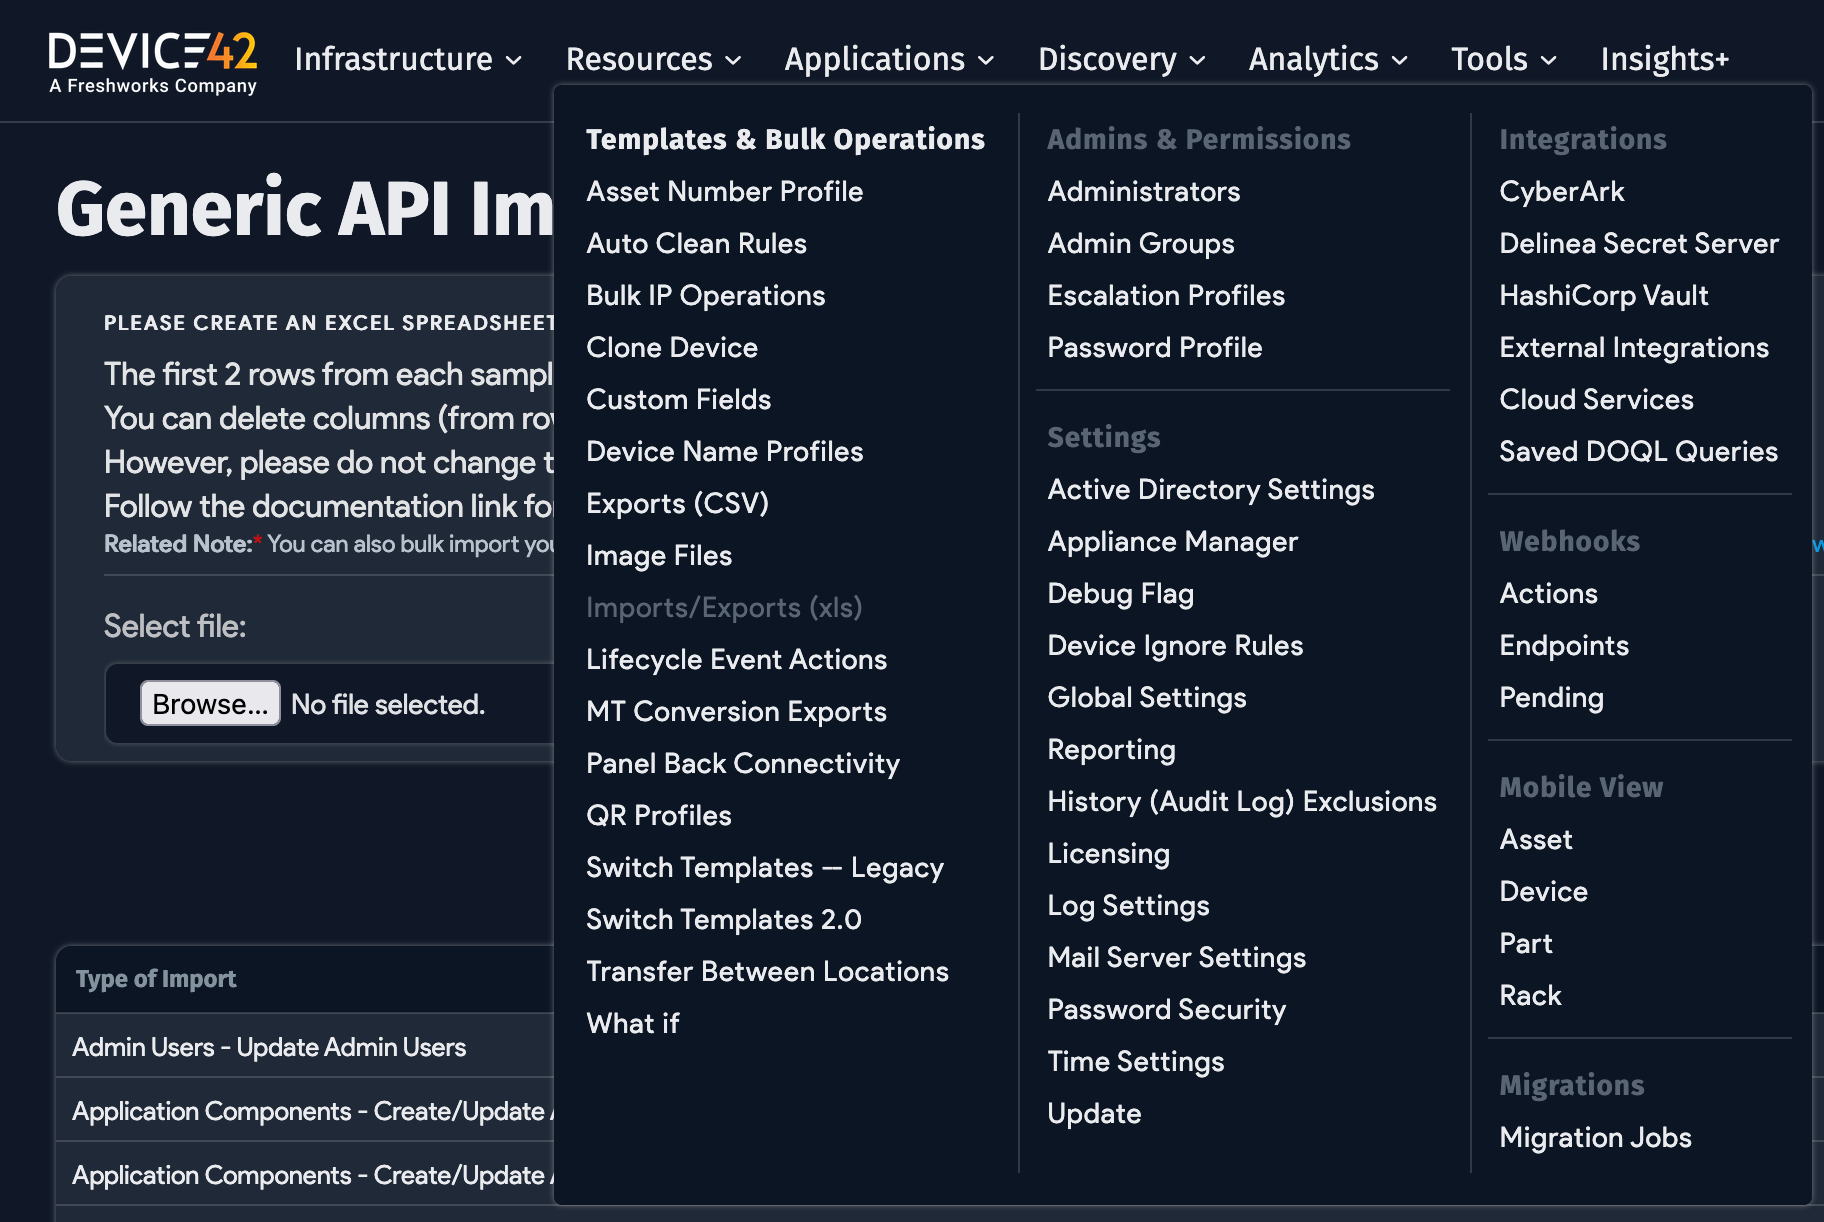 DEVICE42
A Freshworks Company
Infrastructure
Resources
Applications
Discovery
Analytics
Tools
Insights+
Generic API Im
PLEASE CREATE AN EXCEL SPREADSHEET
The first 2 rows from each sampl
You can delete columns (from ro
However, please do not change t
Follow the documentation link fo
Related Note:* You can also bulk import you
Select file:
Browse... No file selected.
Type of Import
Admin Users - Update Admin Users
Application Components - Create/Update
Application Components - Create/Update
Templates & Bulk Operations
Asset Number Profile
Auto Clean Rules
Bulk IP Operations
Clone Device
Custom Fields
Device Name Profiles
Exports (CSV)
Image Files
Imports/Exports (xls)
Lifecycle Event Actions
MT Conversion Exports
Panel Back Connectivity
QR Profiles
Switch Templates — Legacy
Switch Templates 2.0
Transfer Between Locations
What if
Admins & Permissions
Administrators
Admin Groups
Escalation Profiles
Password Profile
Settings
Active Directory Settings
Appliance Manager
Debug Flag
Device Ignore Rules
Global Settings
Reporting
History (Audit Log) Exclusions
Licensing
Log Settings
Mail Server Settings
Password Security
Time Settings
Update
Integrations
CyberArk
Delinea Secret Server
HashiCorp Vault
External Integrations
Cloud Services
Saved DOQL Queries
Webhooks
Actions
Endpoints
Pending
Mobile View
Asset
Device
Part
Rack
Migrations
Migration Jobs